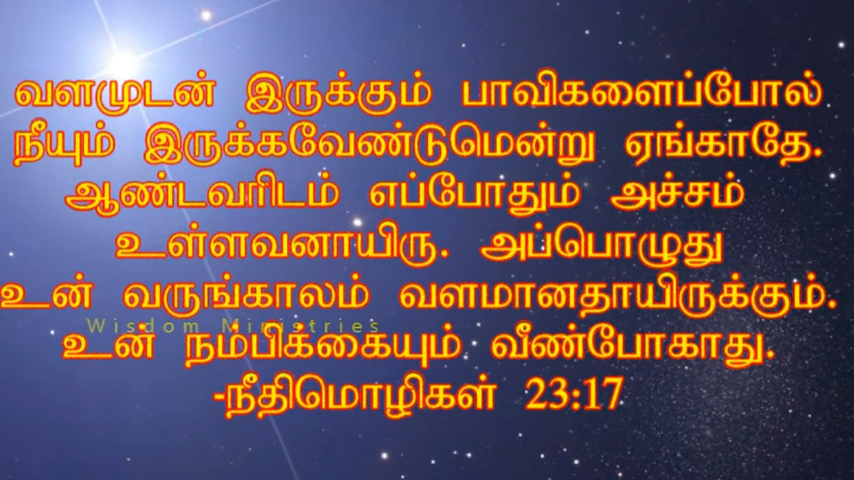 வளமுடன் இருக்கும் பாவிகளைப்போல்
நீயும் இருக்கவேண்டுமென்று ஏங்காதே.
ஆண்டவரிடம் எப்போதும் அச்சம்
உள்ளவனாயிரு. அப்பொழுது
உன் வருங்காலம் வளமானதாயிருக்கும்.
Wisdom Ministries
உன் நம்பிக்கையும் வீண்போகாது.
-நீதிமொழிகள் 23:17